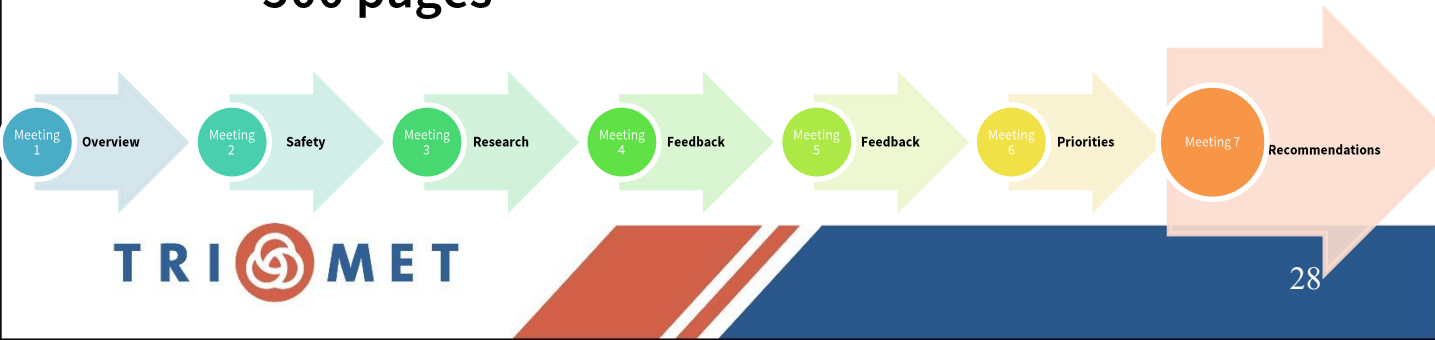 pages
Meeting
1
Overview
Meeting
2
Safety
Meeting
3
Research
Meeting
4
Feedback
Meeting
5
Feedback
Meeting
6
Priorities
Meeting 7
Recommendations
TRI MET
28